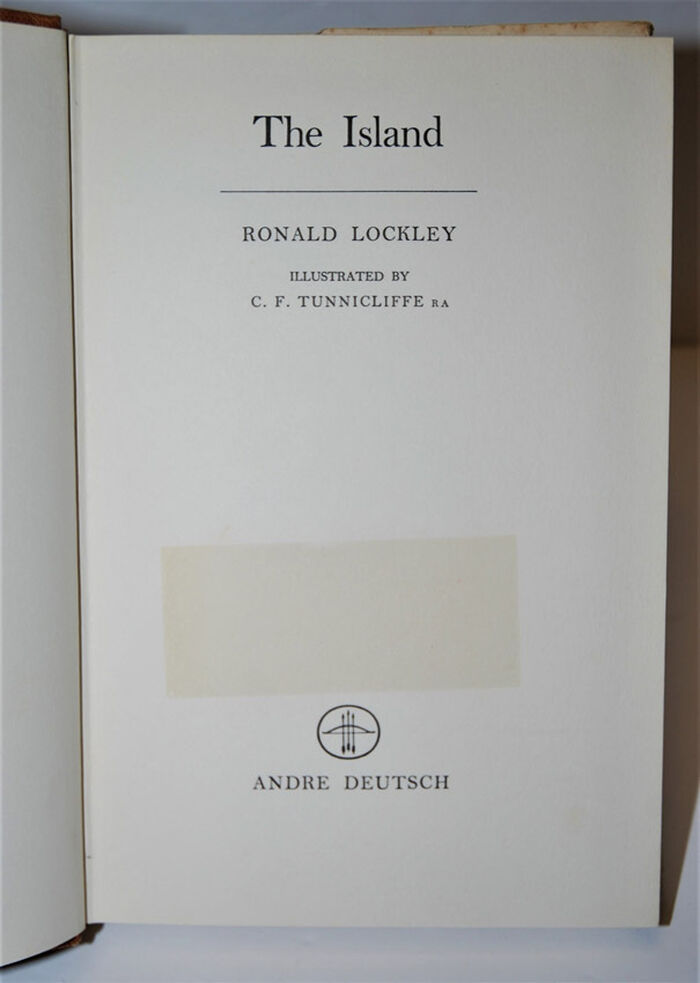 The Island
RONALD LOCKLEY
ILLUSTRATED BY
C. F. TUNNICLIFFE RA
ANDRE DEUTSCH